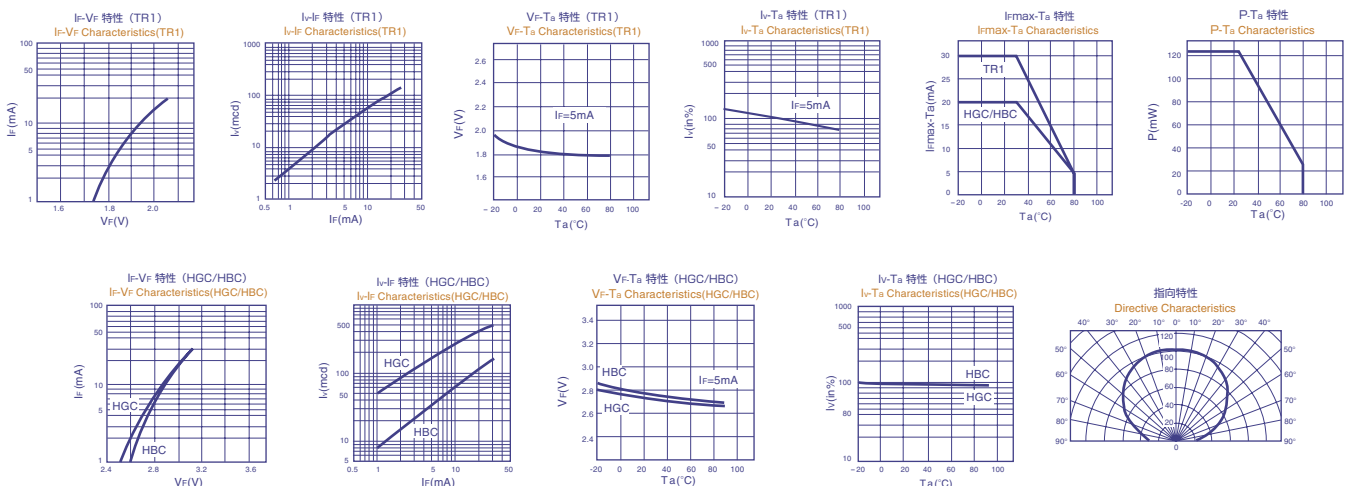 IF-VF 特性 (TR1)
IF-VF Characteristics(TR1)
100
50
10
5
1
IF(mA)
1.6 1.8 2.0
VF(V)
Iv-IF 特性 (TR1)
Iv-IF Characteristics(TR1)
1000
100
10
1
Iv(mcd)
0.5 1 5 10 50
IF(mA)
VF-Ta 特性 (TR1)
VF-Ta Characteristics(TR1)
2.6
2.4
2.2
2.0
1.8
1.6
VF(V)
IF=5mA
-20 0 20 40 60 80 100
Ta(°C)
Iv-Ta 特性 (TR1)
Iv-Ta Characteristics(TR1)
1000
500
100
50
10
Iv(in%)
IF=5mA
-20 0 20 40 60 80 100
Ta(°C)
IFmax-Ta 特性
IFmax-Ta Characteristics
30
25
20
15
10
5
0
IFmax-Ta(mA)
TR1
HGC/HBC
-20 0 20 40 60 80 100
Ta(°C)
P-Ta 特性
P-Ta Characteristics
120
100
80
60
40
20
0
P(mW)
-20 0 20 40 60 80 100
Ta(°C)
IF-VF 特性 (HGC/HBC)
IF-VF Characteristics(HGC/HBC)
100
50
10
5
1
IF(mA)
HGC
HBC
2.4 2.8 3.2 3.6
VF(V)
Iv-IF 特性 (HGC/HBC)
Iv-IF Characteristics(HGC/HBC)
500
100
50
10
5
Iv(mcd)
HGC
HBC
0.5 1 5 10 50
IF(mA)
VF-Ta 特性 (HGC/HBC)
VF-Ta Characteristics(HGC/HBC)
3.4
3.2
3.0
2.8
2.6
2.4
VF(V)
HBC
HGC
IF=5mA
-20 0 20 40 60 80 100
Ta(°C)
Iv-Ta 特性 (HGC/HBC)
Iv-Ta Characteristics(HGC/HBC)
1000
500
100
80
10
Iv(in%)
HBC
HGC
-20 0 20 40 60 80 100
Ta(°C)
指向特性
Directive Characteristics
40° 30° 20° 10° 0° 10° 20° 30° 40°
50° 120 50°
100
60° 80 60°
70° 60 70°
40
80° 20 80°
90° 0 90°